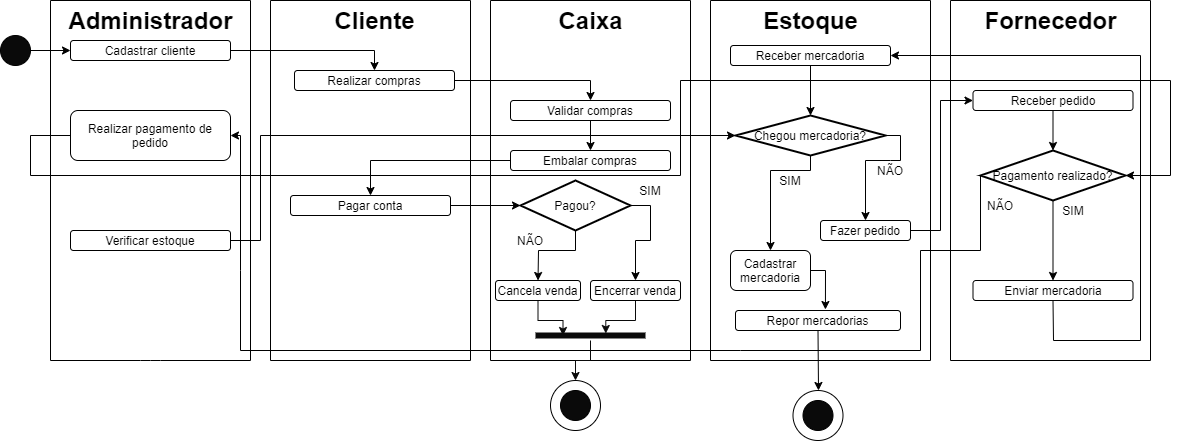 Administrador
Cadastrar cliente
Realizar pagamento de
pedido
Verificar estoque
Cliente
Realizar compras
Pagar conta
Caixa
Validar compras
Embalar compras
Pagou?
SIM
NÃO
Cancela venda
Encerrar venda
Estoque
Receber mercadoria
Chegou mercadoria?
SIM
NÃO
Fazer pedido
Cadastrar
mercadoria
Repor mercadorias
Fornecedor
Receber pedido
Pagamento realizado?
NÃO
SIM
Enviar mercadoria